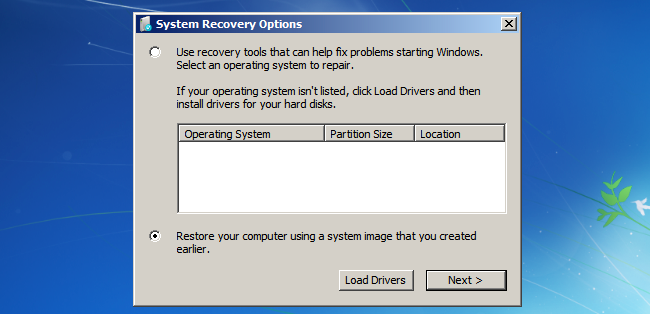 System Recovery Options
Use recovery tools that can help fix problems starting Windows.
Select an operating system to repair.
If your operating system isn't listed, click Load Drivers and then
install drivers for your hard disks.
Operating System Partition Size Location
Restore your computer using a system image that you created
earlier.
Load Drivers Next >